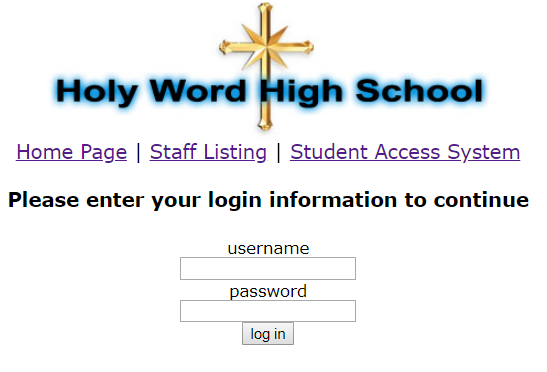 Holy Word High School
Home Page | Staff Listing | Student Access System
Please enter your login information to continue
username
password
log in